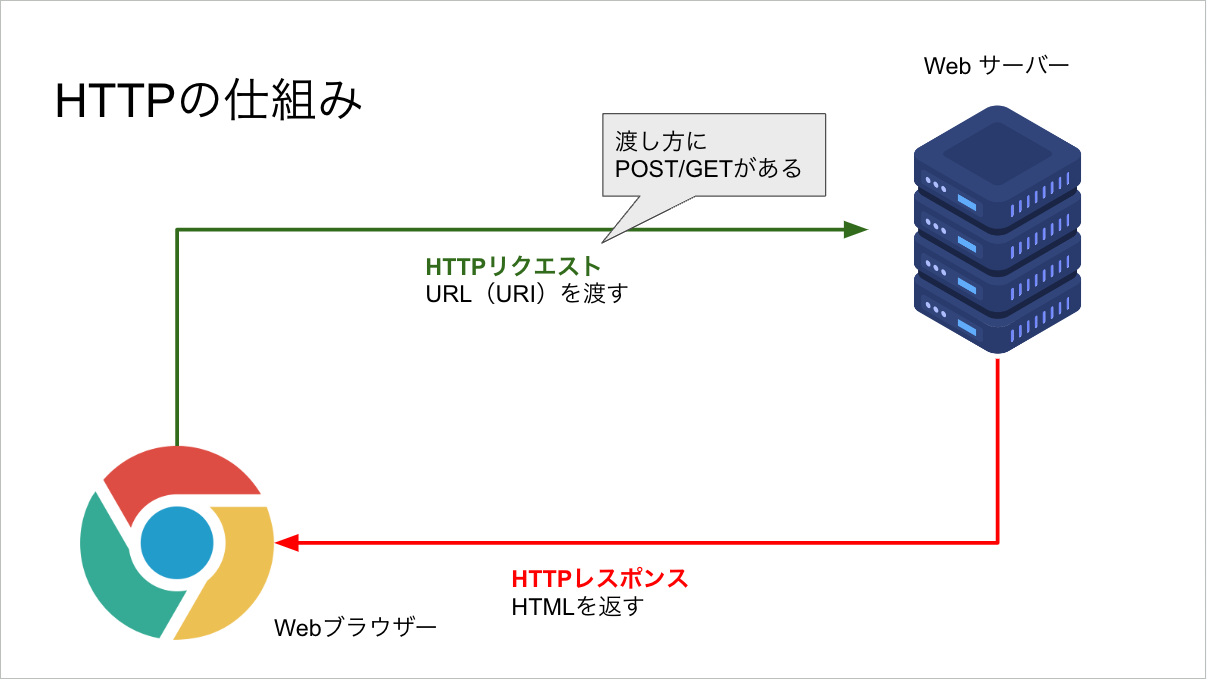 HTTPの仕組み
Web サーバー
渡し方に
POST/GETがある
HTTPリクエスト
URL（URI）を渡す
HTTPレスポンス
HTMLを返す
Webブラウザー